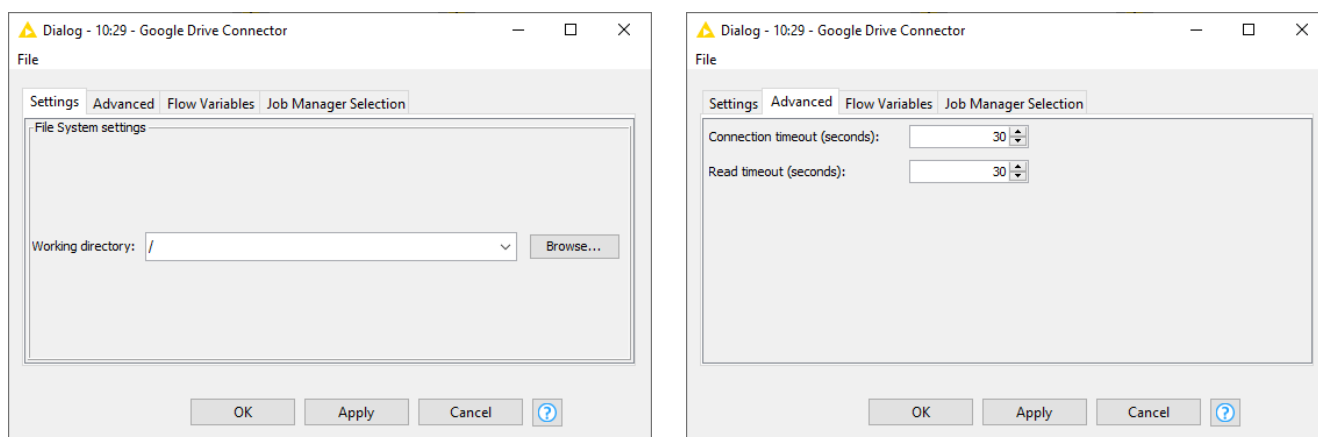 Dialog - 10:29 - Google Drive Connector
File
Settings Advanced Flow Variables Job Manager Selection
File System settings
Working directory: / Browse...
OK Apply Cancel ?
Dialog - 10:29 - Google Drive Connector
File
Settings Advanced Flow Variables Job Manager Selection
Connection timeout (seconds): 30
Read timeout (seconds): 30
OK Apply Cancel ?